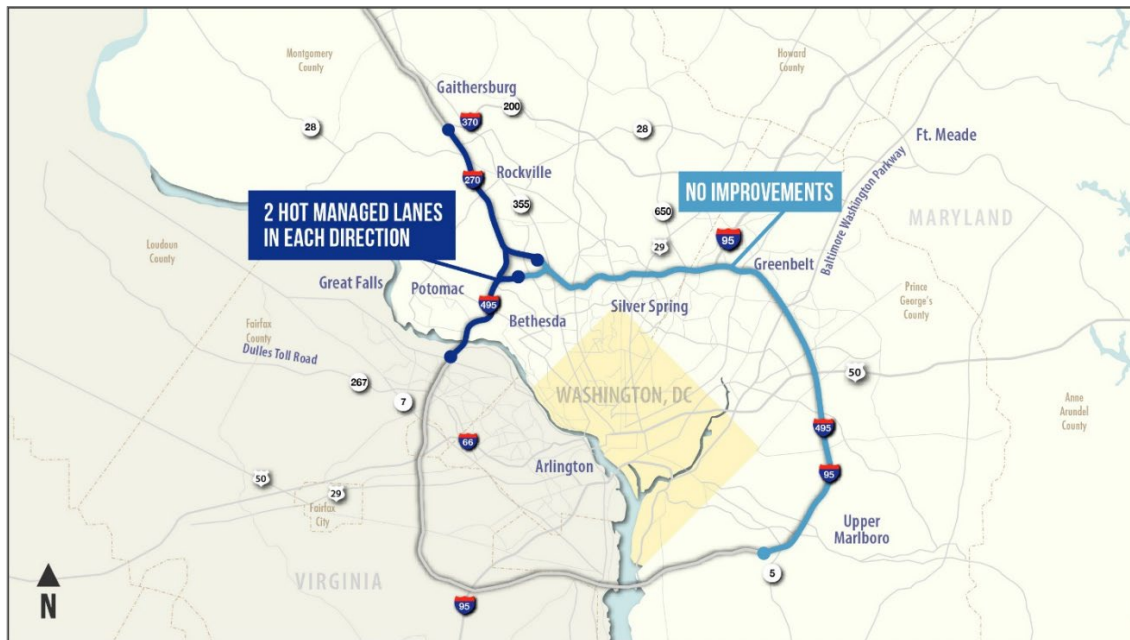 Montgomery
County
Howard
County
Gaithersburg
370
200
28
28
Ft. Meade
270
Rockville
355
NO IMPROVEMENTS
2 HOT MANAGED LANES
IN EACH DIRECTION
650
29
95
MARYLAND
Baltimore Washington Parkway
Loudoun
County
Great Falls
Potomac
495
Greenbelt
Prince
George's
County
Silver Spring
Bethesda
Fairfax
County
Dulles Toll Road
267
7
50
WASHINGTON, DC
Anne
Arundel
County
66
495
Arlington
95
50
29
Fairfax
City
Upper
Marlboro
5
VIRGINIA
95
N